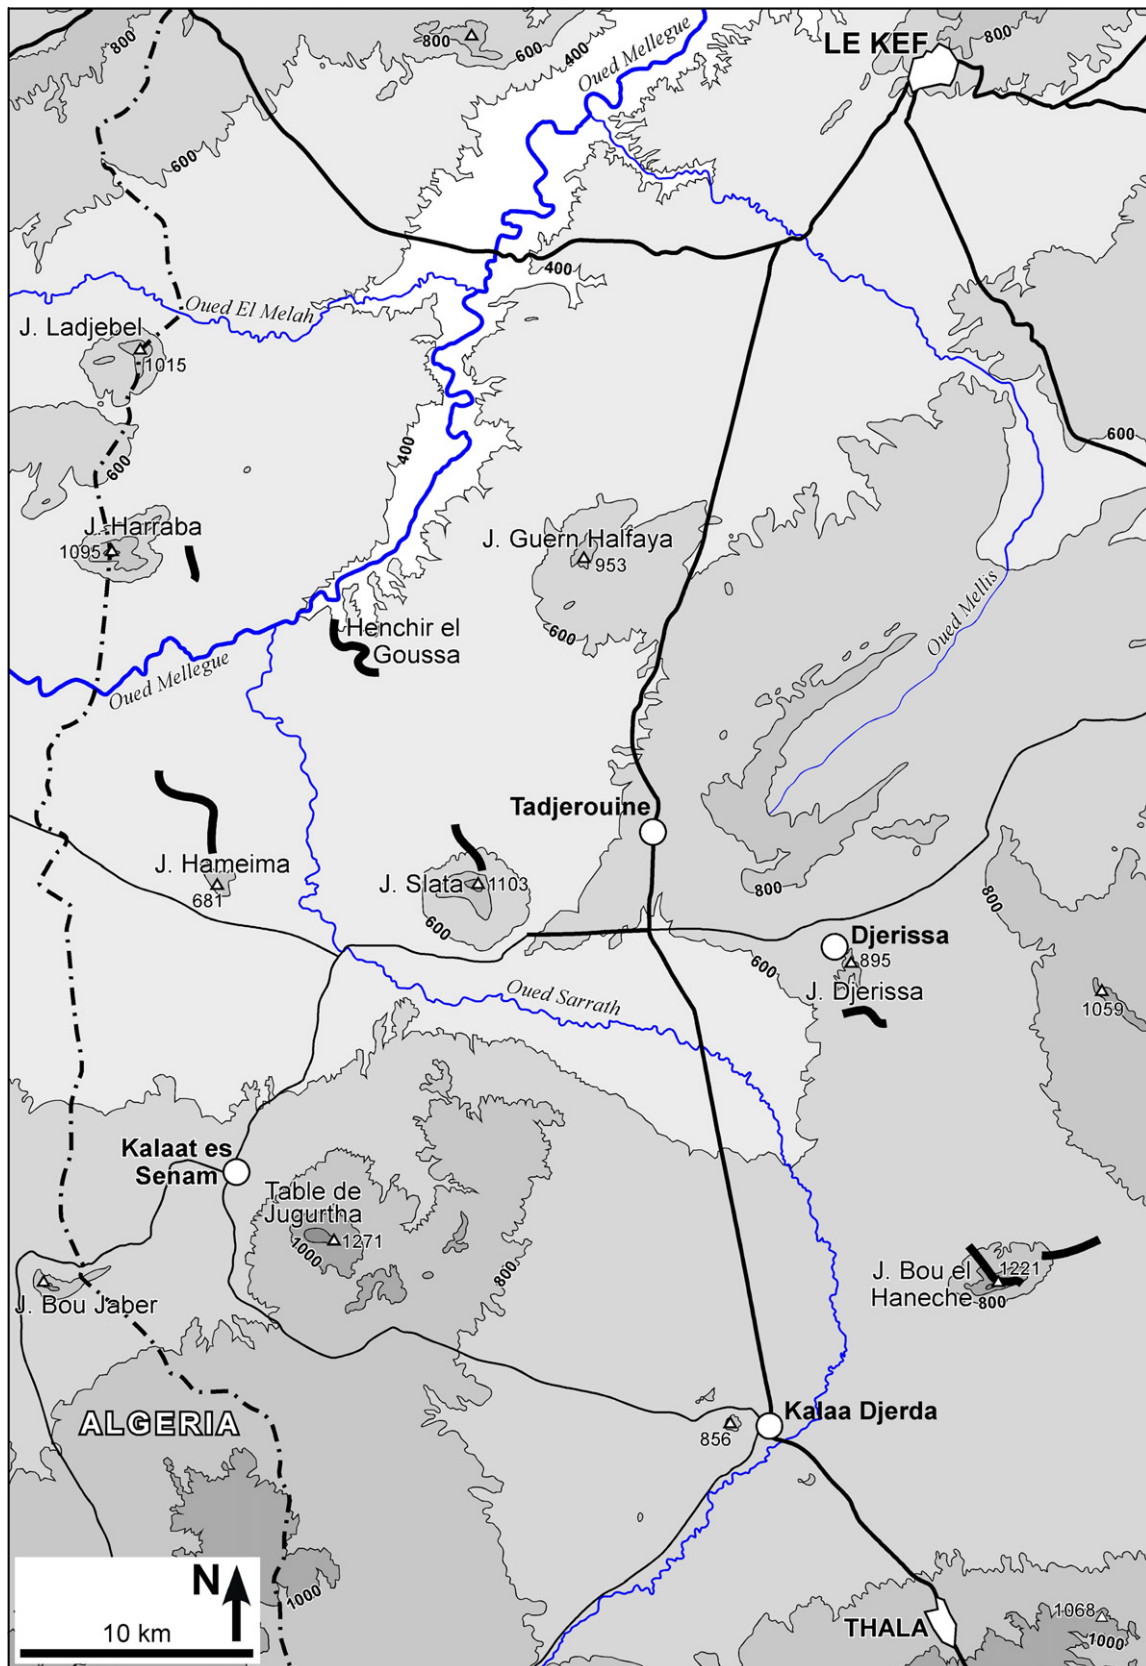 800
800
600
400
Oued Mellegue
LE KEF
800
600
400
Oued El Melah
J. Ladjebel
1015
600
400
600
J. Harraba
1095
J. Guern Halfaya
953
600
Oued Mellis
Henchir el
Goussa
Oued Mellegue
Tadjerouine
J. Hameima
681
J. Slata
1103
600
800
800
Djerissa
895
600
J. Djerissa
1059
Oued Sarrath
Kalaat es
Senam
Table de
Jugurtha
1271
1000
800
J. Bou Jaber
J. Bou el
Haneche
1221
800
ALGERIA
Kalaa Djerda
856
1000
N
10 km
THALA
1068
1000